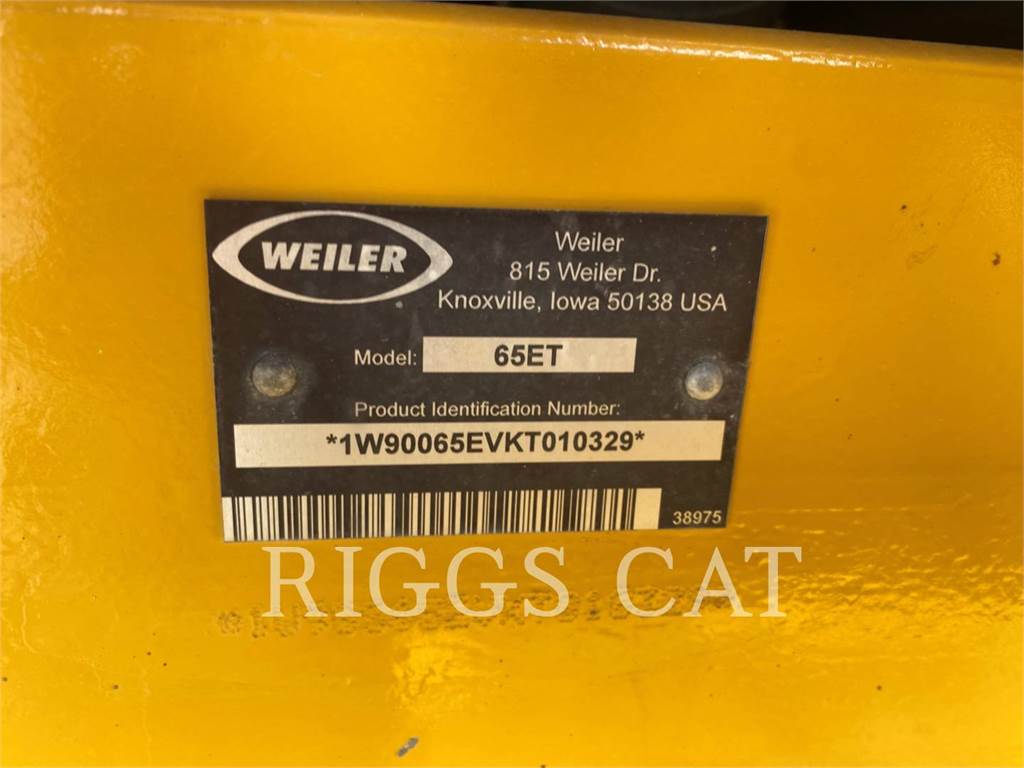 WEILER
Weiler
815 Weiler Dr.
Knoxville, Iowa 50138 USA
Model: 65ET
Product Identification Number:
*1W90065EVKT010329*
38975
RIGGS CAT